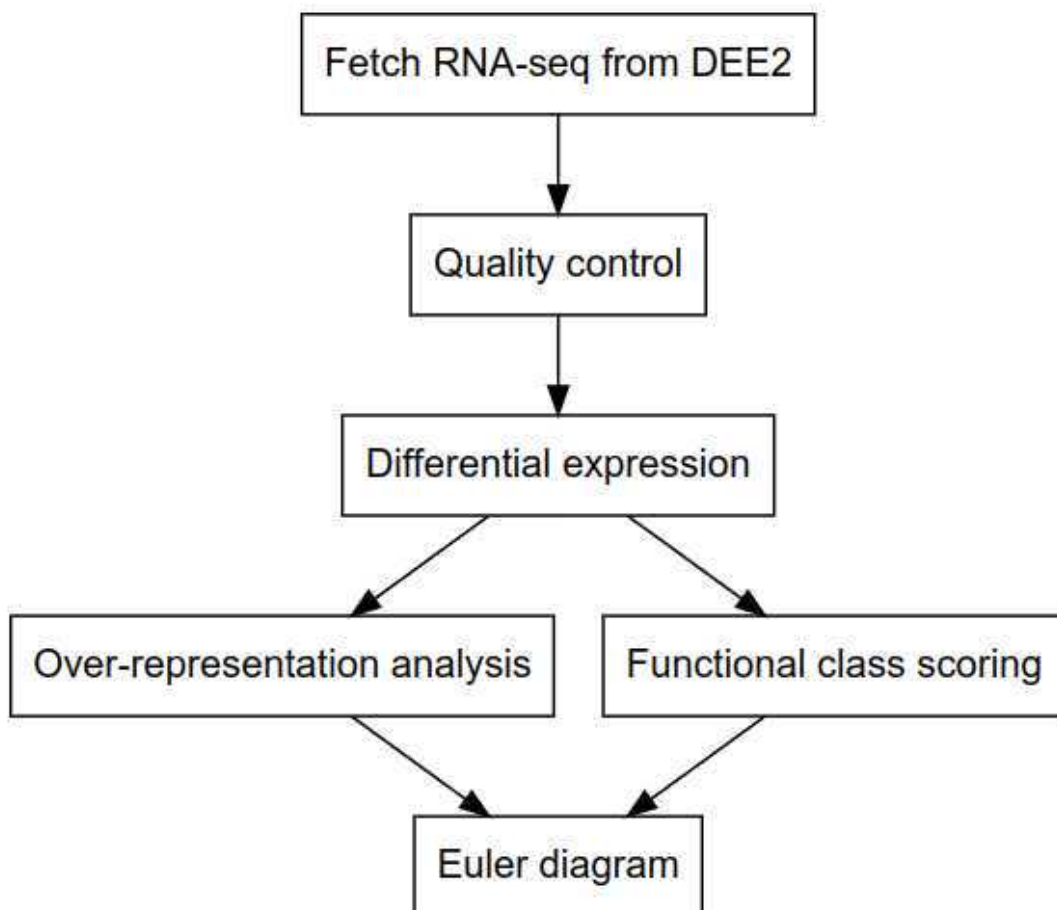 Fetch RNA-seq from DEE2
Quality control
Differential expression
Over-representation analysis
Functional class scoring
Euler diagram